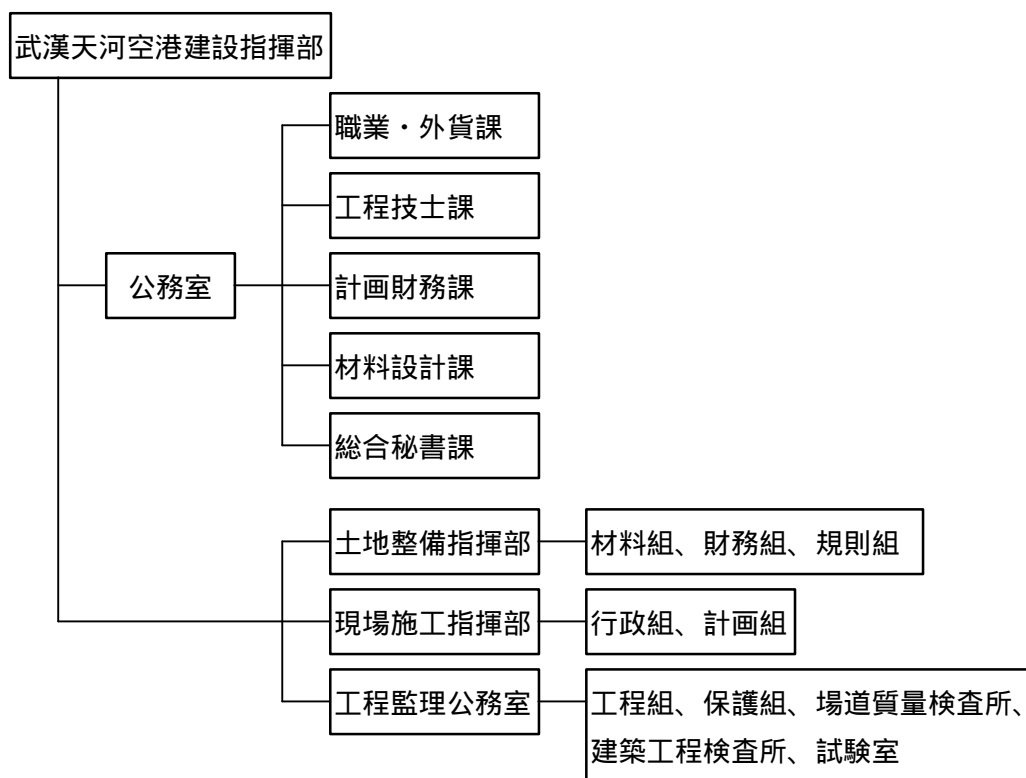 武漢天河空港建設指揮部
職業・外貨課
工程技士課
公務室
計画財務課
材料設計課
総合秘書課
土地整備指揮部
材料組、財務組、規則組
現場施工指揮部
行政組、計画組
工程監理公務室
工程組、保護組、場道質量検査所、
建築工程検査所、試験室